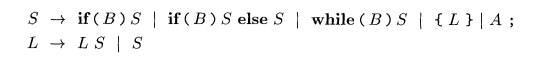 S → if ( B ) S | if ( B ) S else S | while ( B ) S | { L } | A ;
L → L S | S